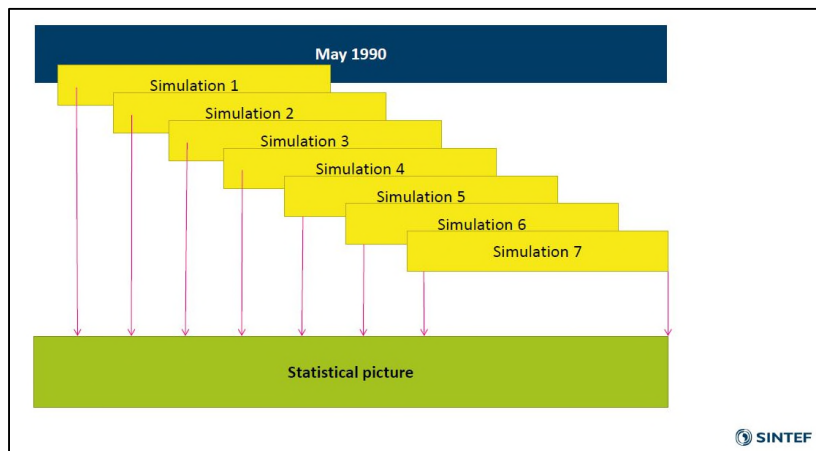 May 1990
Simulation 1
Simulation 2
Simulation 3
Simulation 4
Simulation 5
Simulation 6
Simulation 7
Statistical picture
SINTEF